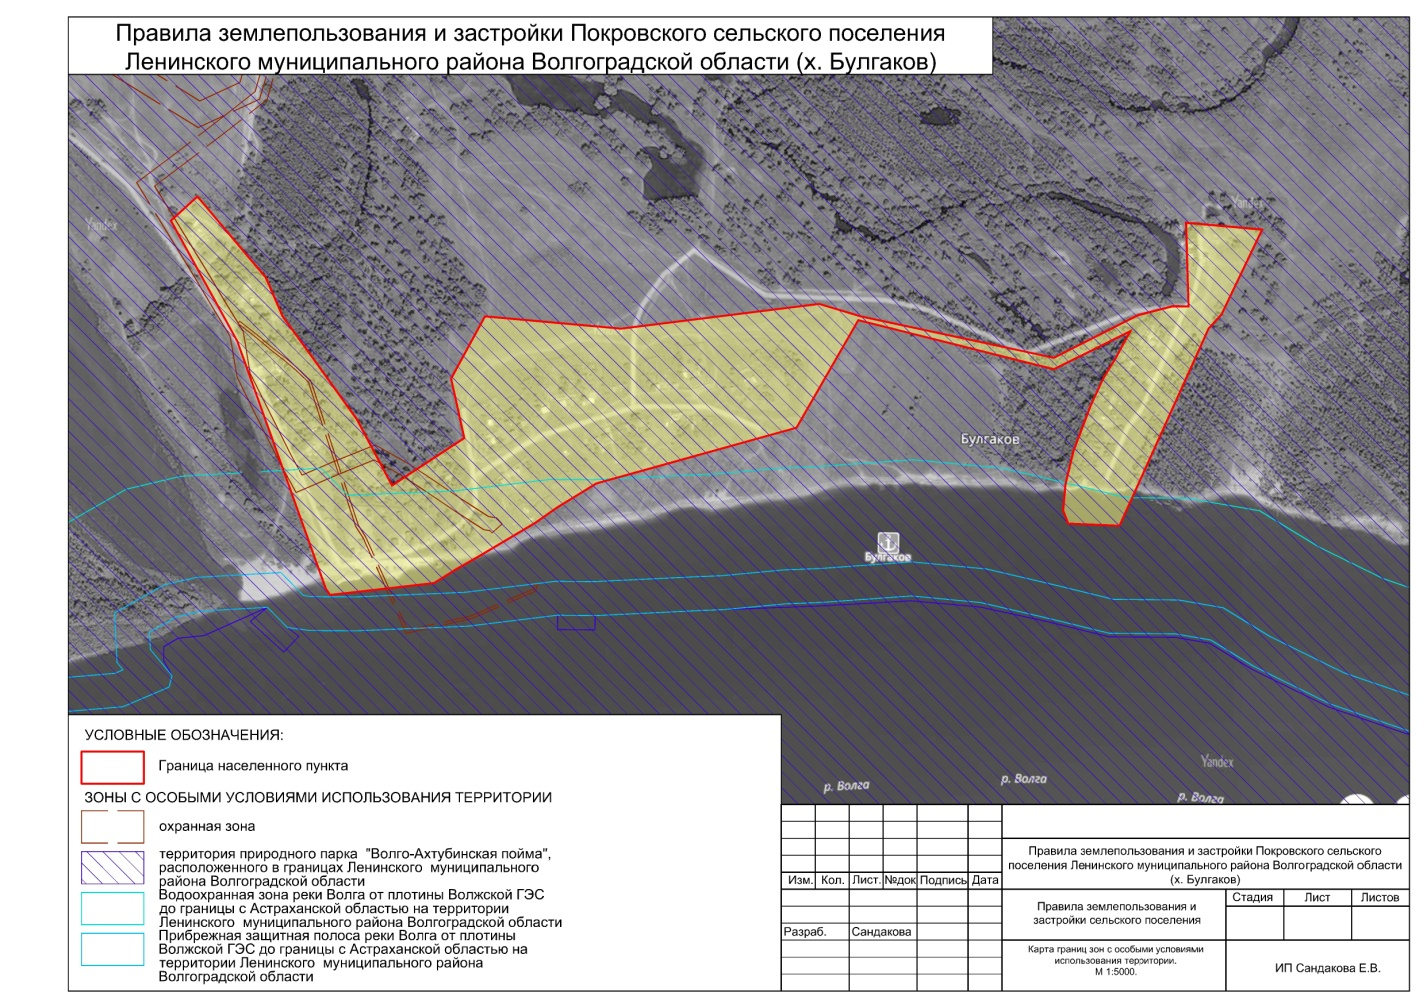 Правила землепользования и застройки Покровского сельского поселения
Ленинского муниципального района Волгоградской области (х. Булгаков)
Yandex
Yandex
Булгаков
Булгаков
Yandex
р. Волга
р. Волга
р. Волга
УСЛОВНЫЕ ОБОЗНАЧЕНИЯ:
Граница населенного пункта
ЗОНЫ С ОСОБЫМИ УСЛОВИЯМИ ИСПОЛЬЗОВАНИЯ ТЕРРИТОРИИ
охранная зона
территория природного парка "Волго-Ахтубинская пойма",
расположенного в границах Ленинского муниципального
района Волгоградской области
Водоохранная зона реки Волга от плотины Волжской ГЭС
до границы с Астраханской областью на территории
Ленинского муниципального района Волгоградской области
Прибрежная защитная полоса реки Волга от плотины
Волжской ГЭС до границы с Астраханской областью на
территории Ленинского муниципального района
Волгоградской области
Изм. Кол. Лист. №док Подпись Дата
Разраб. Сандакова
Правила землепользования и застройки Покровского сельского
поселения Ленинского муниципального района Волгоградской области
(х. Булгаков)
Правила землепользования и
застройки сельского поселения
Стадия Лист Листов
Карта границ зон с особыми условиями
использования территории.
М 1:5000.
ИП Сандакова Е.В.